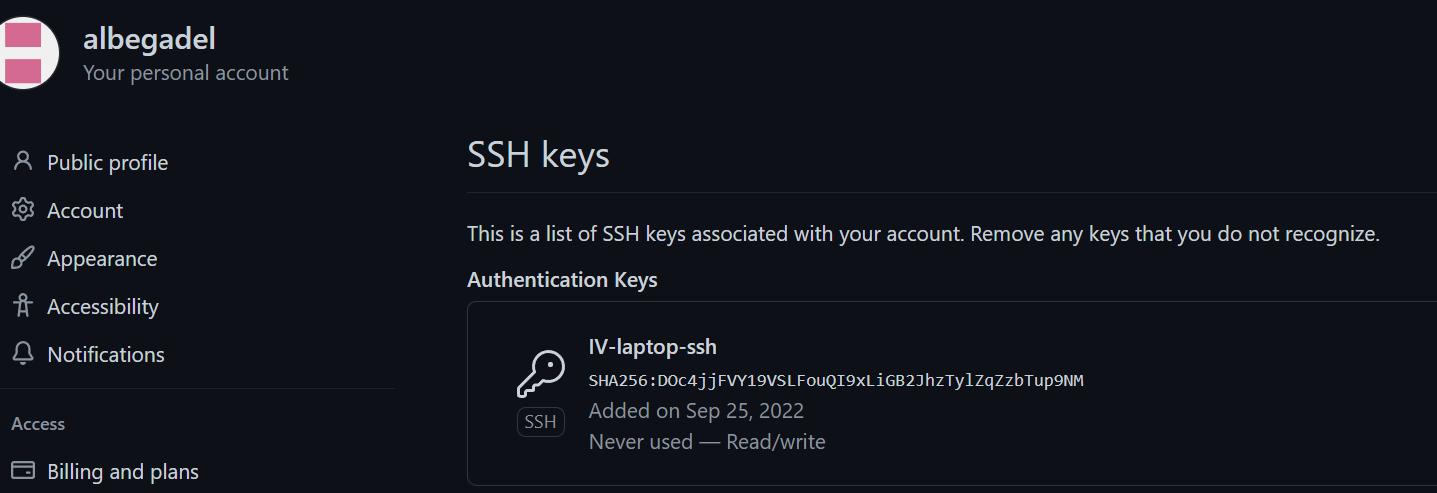 albegadel
Your personal account
Public profile
Account
Appearance
Accessibility
Notifications
Access
Billing and plans
SSH keys
This is a list of SSH keys associated with your account. Remove any keys that you do not recognize.
Authentication Keys
IV-laptop-ssh
SHA256:DOc4jjFVY19VSLFouQI9xLiGB2JhzTylZqZzbTup9NM
Added on Sep 25, 2022
Never used — Read/write
SSH